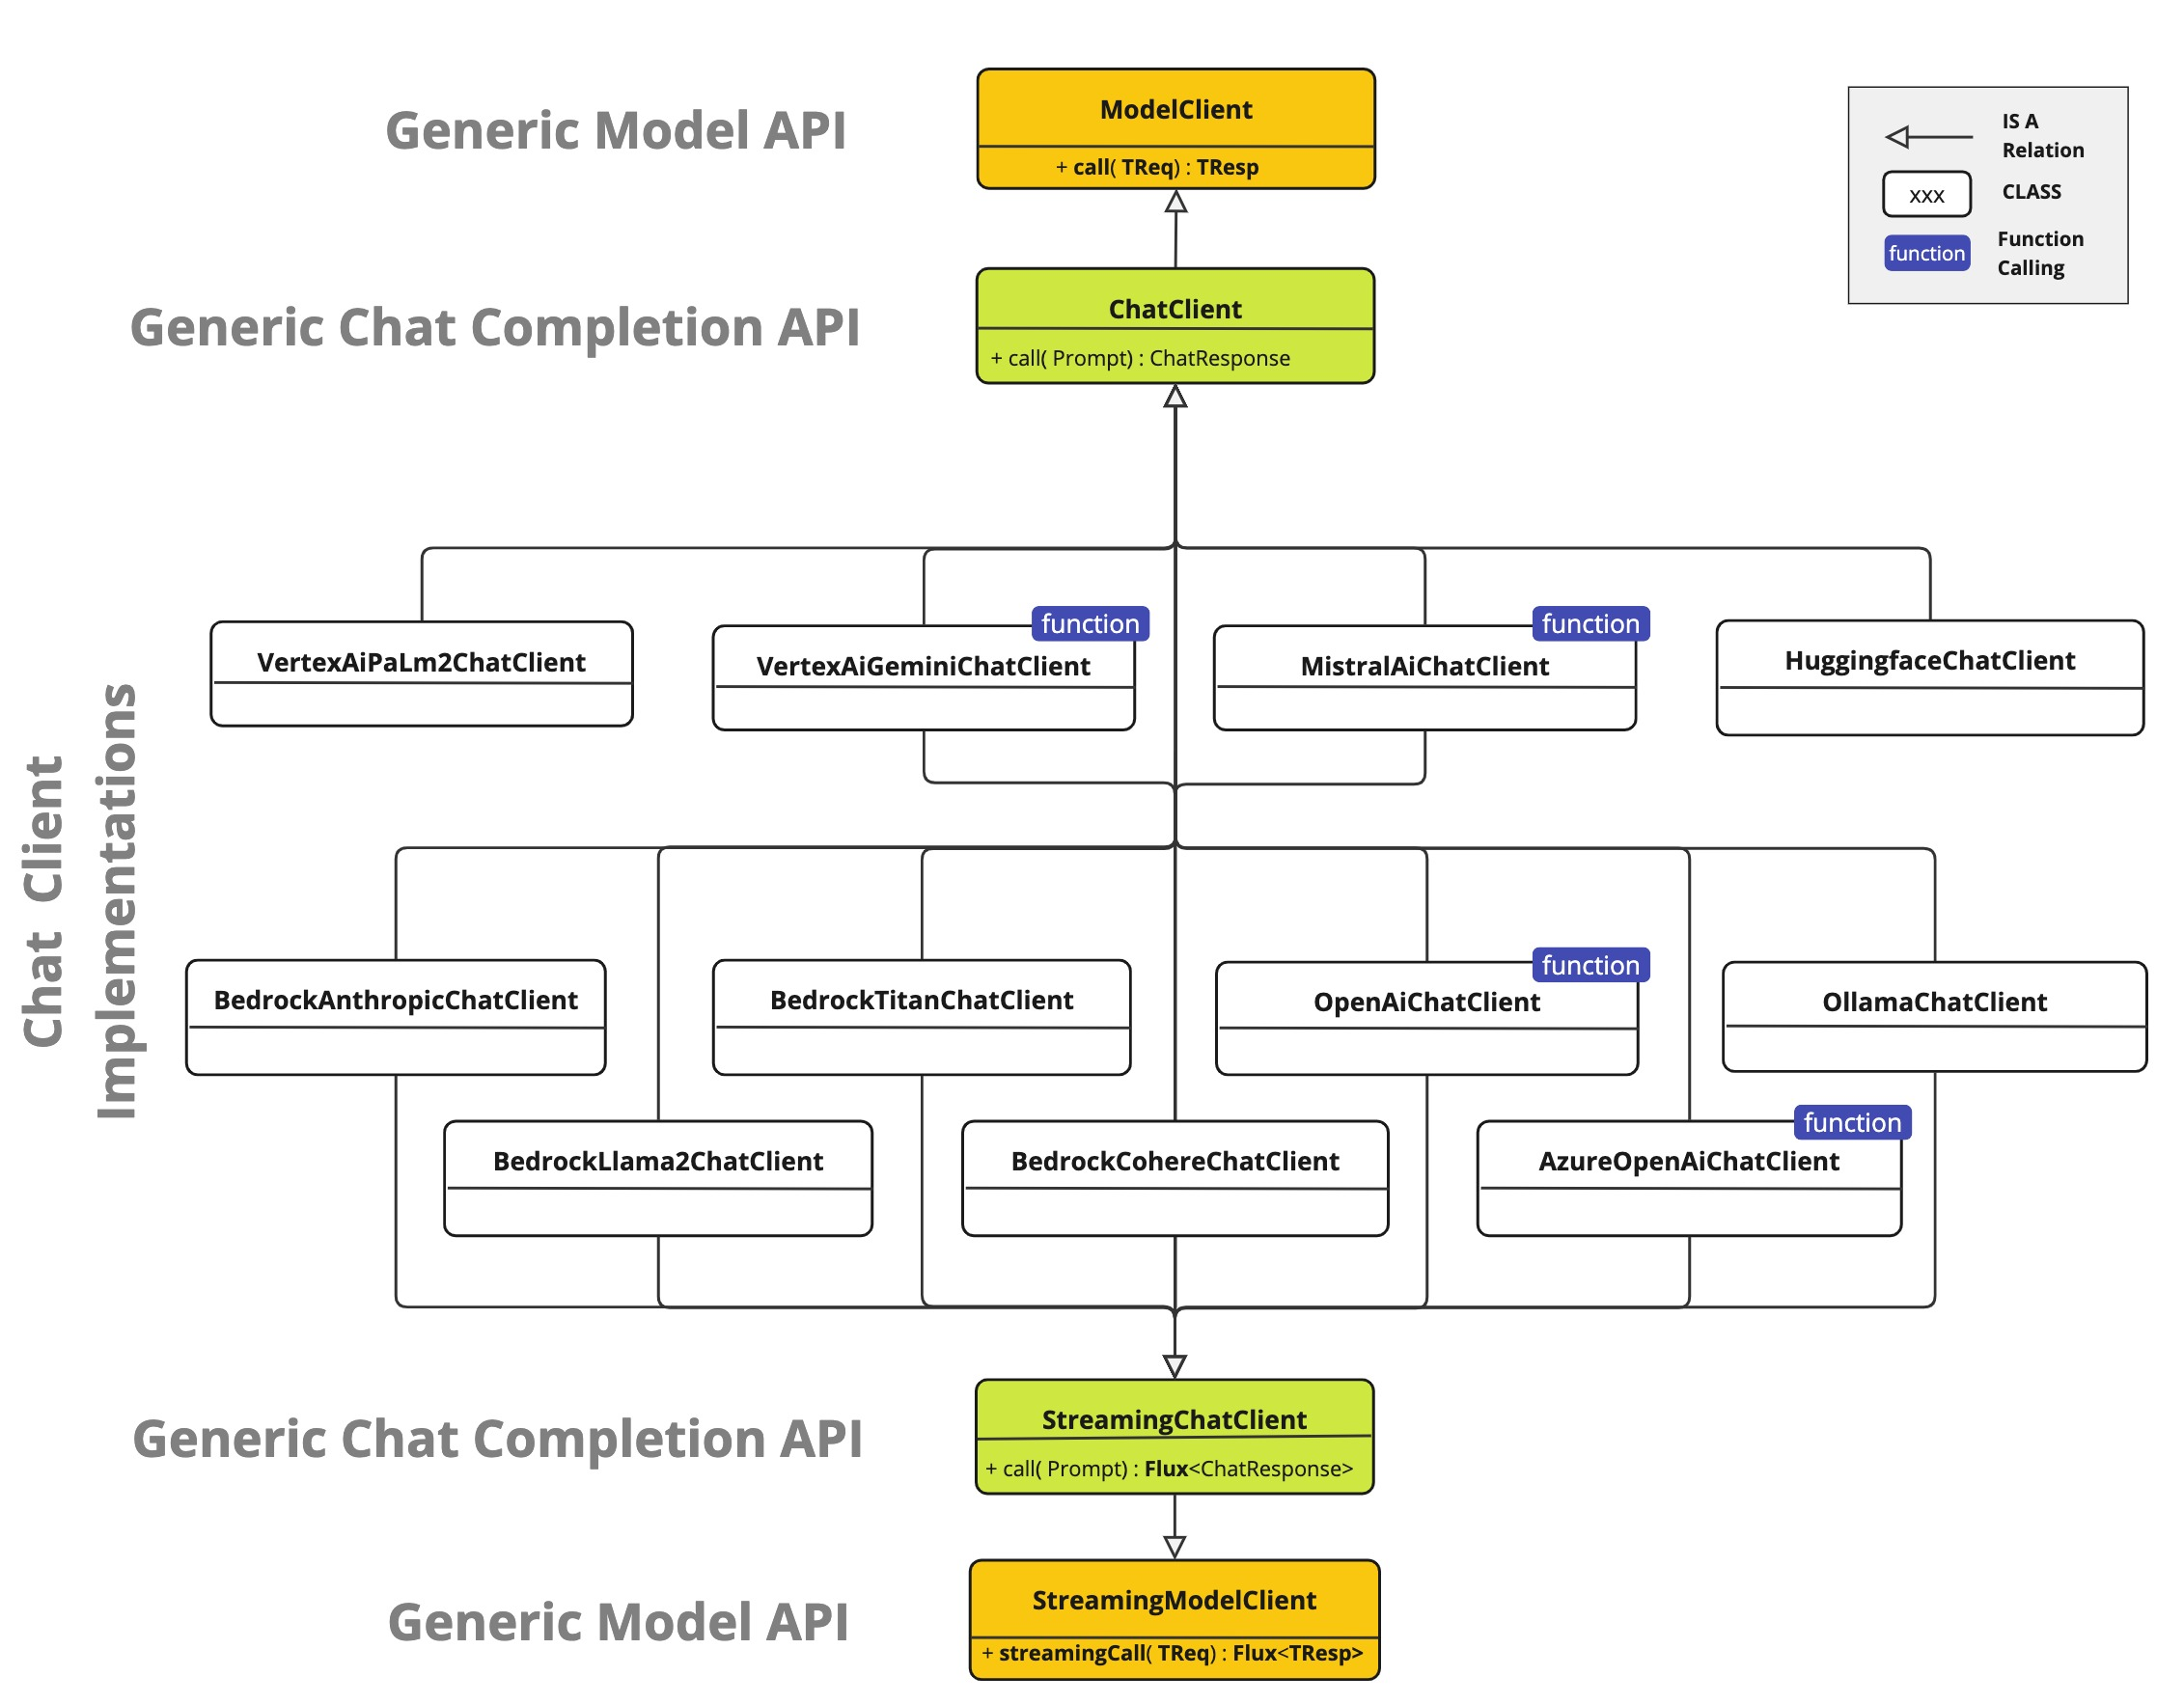 Generic Model API
ModelClient
+ call( TReq) : TResp
IS A
Relation
xxx
CLASS
function
Function
Calling
Generic Chat Completion API
ChatClient
+ call( Prompt) : ChatResponse
Chat Client
Implementations
VertexAiPaLm2ChatClient
function
VertexAiGeminiChatClient
function
MistralAiChatClient
HuggingfaceChatClient
BedrockAnthropicChatClient
BedrockTitanChatClient
function
OpenAiChatClient
OllamaChatClient
BedrockLlama2ChatClient
BedrockCohereChatClient
function
AzureOpenAiChatClient
Generic Chat Completion API
StreamingChatClient
+ call( Prompt) : Flux<ChatResponse>
Generic Model API
StreamingModelClient
+ streamingCall( TReq) : Flux<TResp>